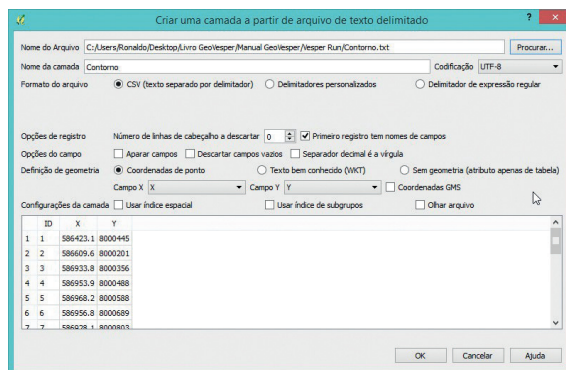 Criar uma camada a partir de arquivo de texto delimitado ? ×
Nome do Arquivo C:/Users/Ronaldo/Desktop/Livro GeoVesper/Manual GeoVesper/Vesper Run/Contorno.txt Procurar...
Nome da camada Contorno Codificação UTF-8
Formato do arquivo CSV (texto separado por delimitador) Delimitadores personalizados Delimitador de expressão regular
Opções de registro Número de linhas de cabeçalho a descartar 0 Primeiro registro tem nomes de campos
Opções do campo Aparar campos Descartar campos vazios Separador decimal é a vírgula
Definição de geometria Coordenadas de ponto Texto bem conhecido (WKT) Sem geometria (atributo apenas de tabela)
Campo X X Campo Y Y Coordenadas GMS
Configurações da camada Usar índice espacial Usar índice de subgrupos Olhar arquivo
ID X Y
1 1 586423.1 8000445
2 2 586609.6 8000201
3 3 586933.8 8000356
4 4 586953.9 8000488
5 5 586968.2 8000588
6 6 586956.8 8000689
7 7 586928.1 8000803
OK Cancelar Ajuda